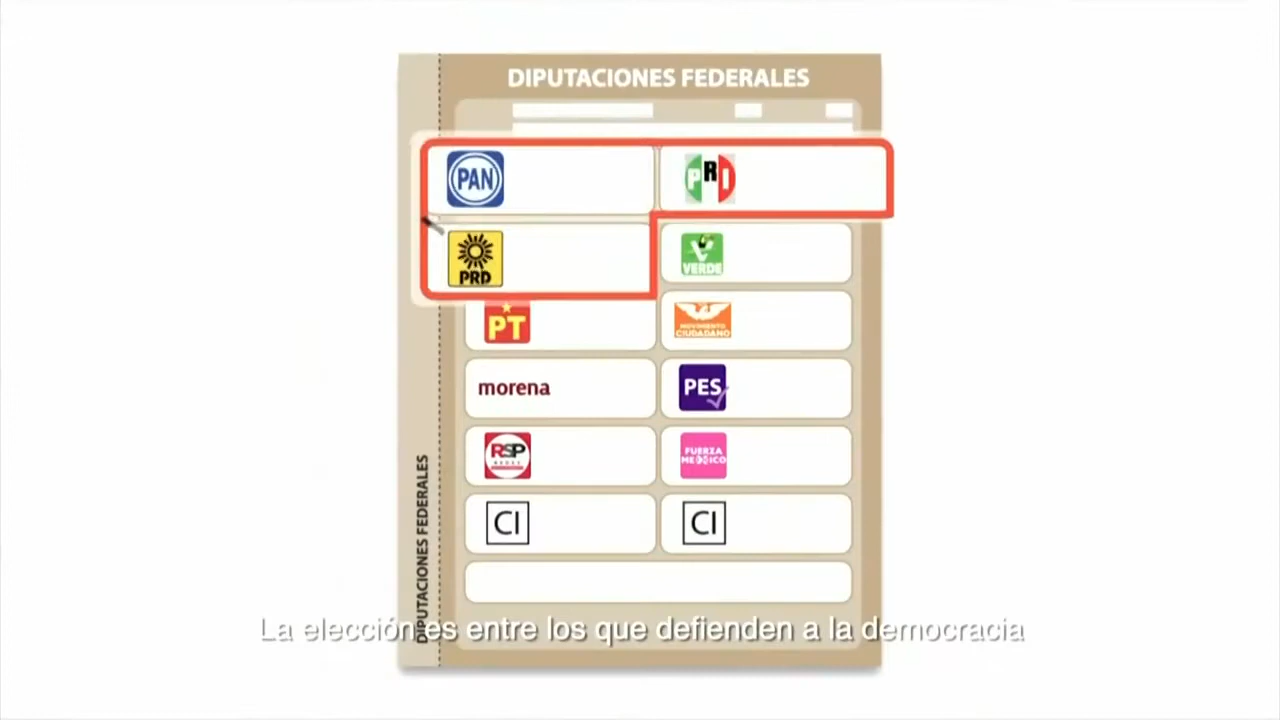 DIPUTACIONES FEDERALES
PAN
PRI
PRD
VERDE
PT
MOVIMIENTO
CIUDADANO
morena
PES
RSP
FUERZA
MEXICO
CI
CI
DIPUTACIONES FEDERALES
La elección es entre los que defienden a la democracia